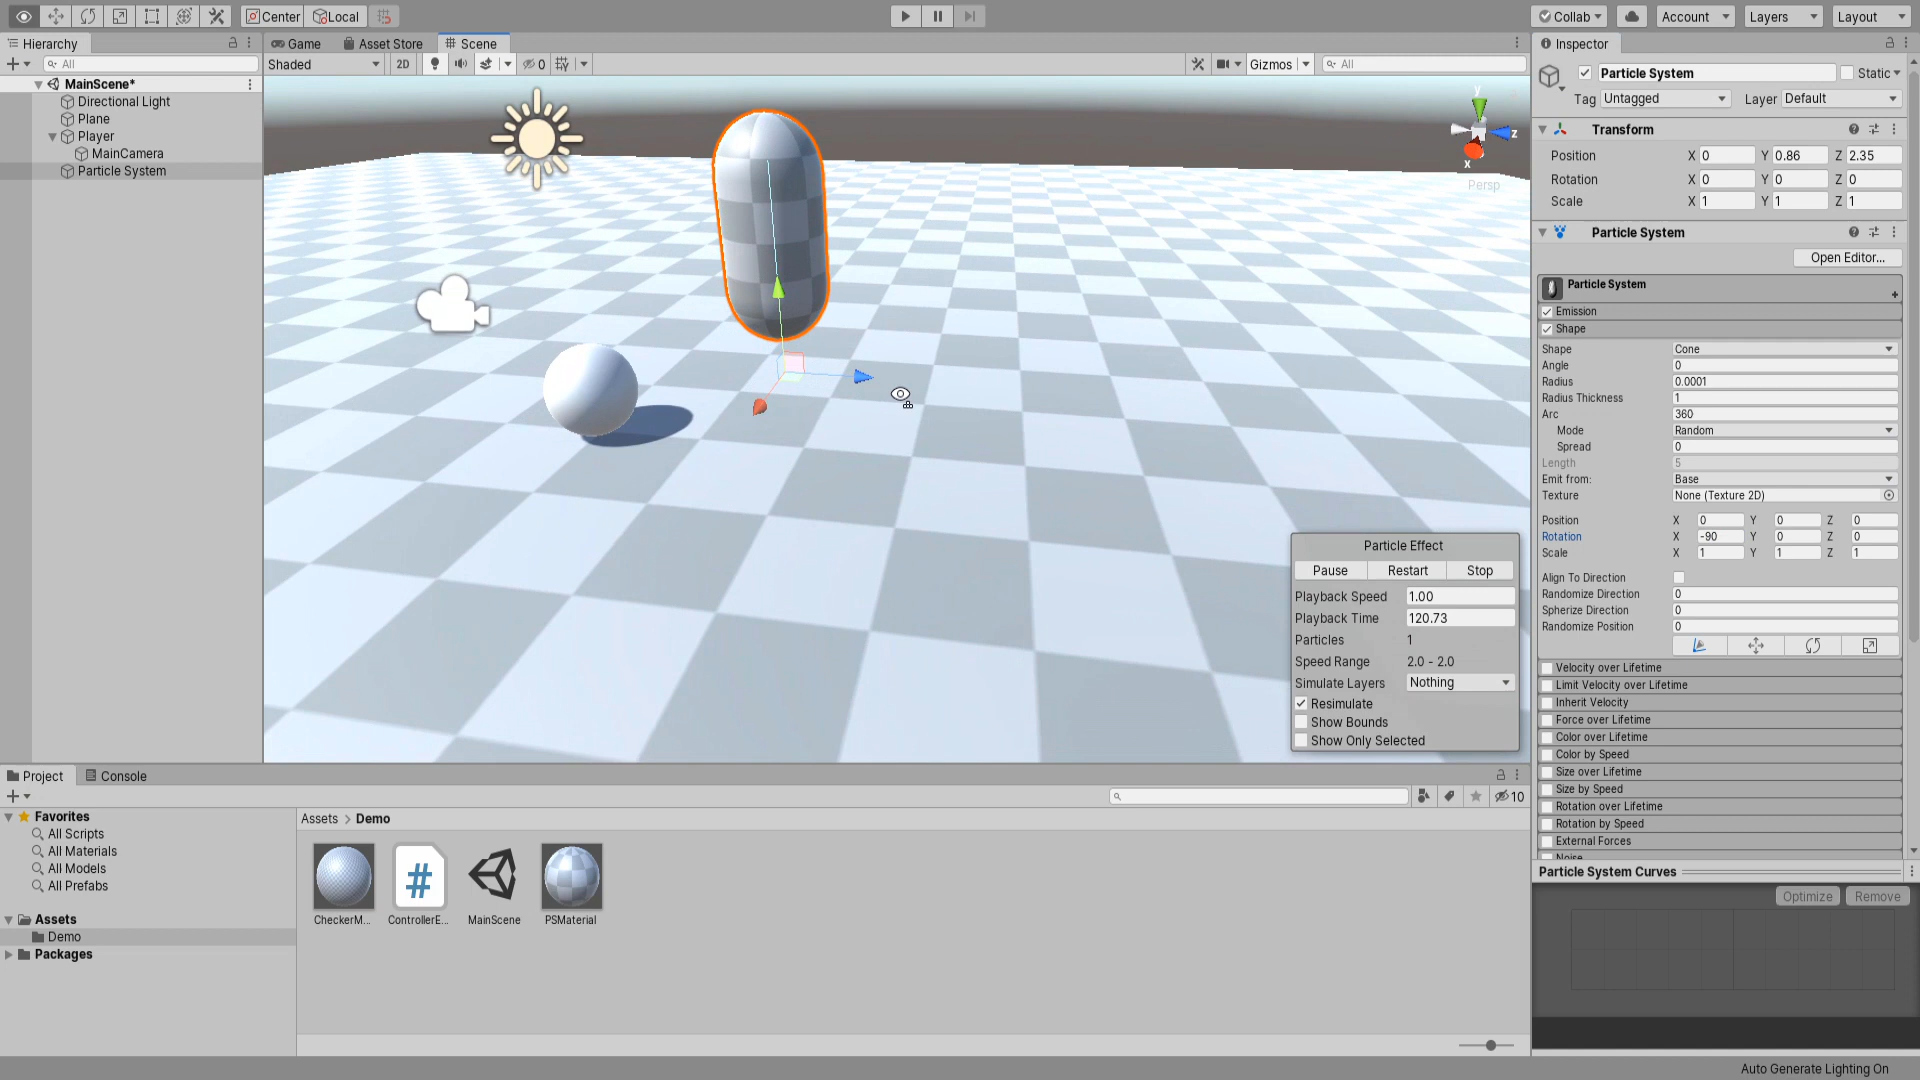 Center
Local
Collab
Account
Layers
Layout
Hierarchy
All
MainScene*
Directional Light
Plane
Player
MainCamera
Particle System
Game
Asset Store
Scene
Shaded
2D
0
Gizmos
All
y
z
x
Persp
Particle Effect
Pause
Restart
Stop
Playback Speed 1.00
Playback Time 120.73
Particles 1
Speed Range 2.0 - 2.0
Simulate Layers Nothing
Resimulate
Show Bounds
Show Only Selected
Inspector
Particle System
Static
Tag Untagged
Layer Default
Transform
Position X 0 Y 0.86 Z 2.35
Rotation X 0 Y 0 Z 0
Scale X 1 Y 1 Z 1
Particle System
Open Editor...
Particle System
Emission
Shape
Shape Cone
Angle 0
Radius 0.0001
Radius Thickness 1
Arc 360
Mode Random
Spread 0
Length 5
Emit from: Base
Texture None (Texture 2D)
Position X 0 Y 0 Z 0
Rotation X -90 Y 0 Z 0
Scale X 1 Y 1 Z 1
Align To Direction
Randomize Direction 0
Spherize Direction 0
Randomize Position 0
Velocity over Lifetime
Limit Velocity over Lifetime
Inherit Velocity
Force over Lifetime
Color over Lifetime
Color by Speed
Size over Lifetime
Size by Speed
Rotation over Lifetime
Rotation by Speed
External Forces
Noise
Particle System Curves
Optimize
Remove
Project
Console
10
Favorites
All Scripts
All Materials
All Models
All Prefabs
Assets
Demo
Packages
Assets > Demo
CheckerM...
#
ControllerE...
MainScene
PSMaterial
Auto Generate Lighting On